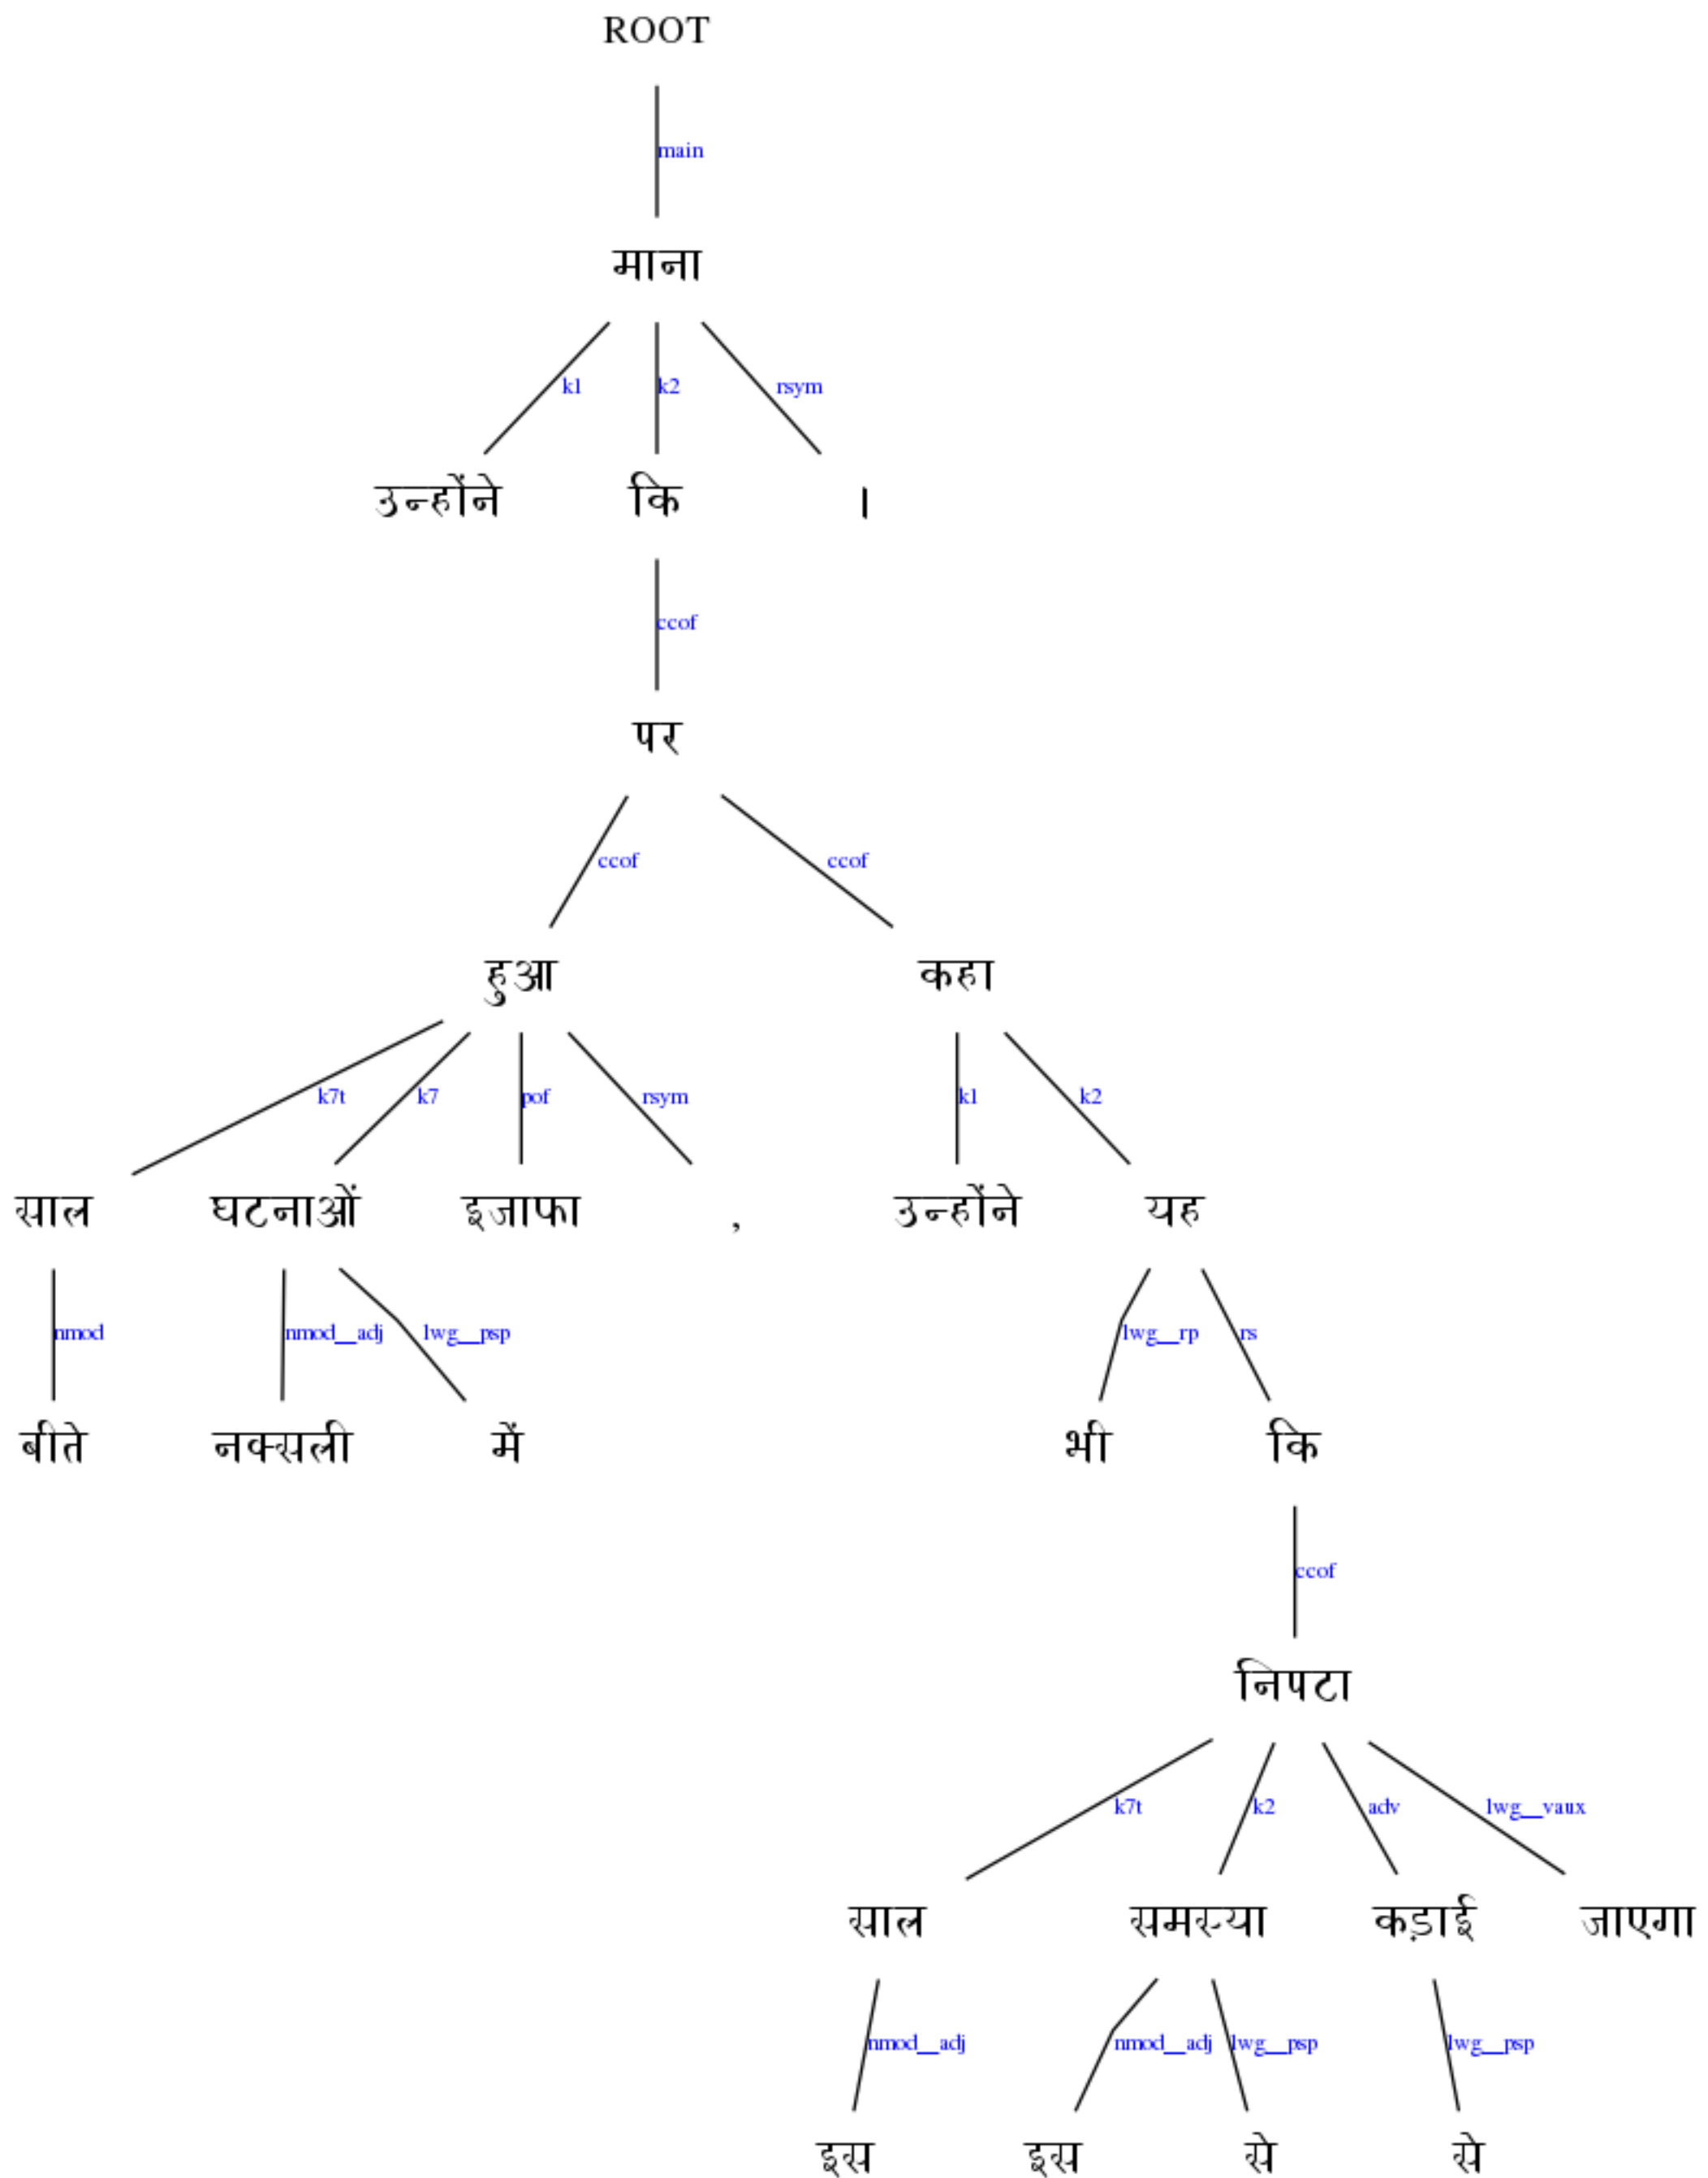 ROOT
main
माना
k1 k2 rsym
उन्होंने कि ।
ccof
पर
ccof ccof
हुआ कहा
k7t k7 pof rsym k1 k2
साल घटनाओं इजाफा , उन्होंने यह
nmod nmod__adj lwg__psp lwg__rp rs
बीते नक्सली में भी कि
ccof
निपटा
k7t k2 adv lwg__vaux
साल समस्या कड़ाई जाएगा
nmod__adj nmod__adj lwg__psp lwg__psp
इस इस से से